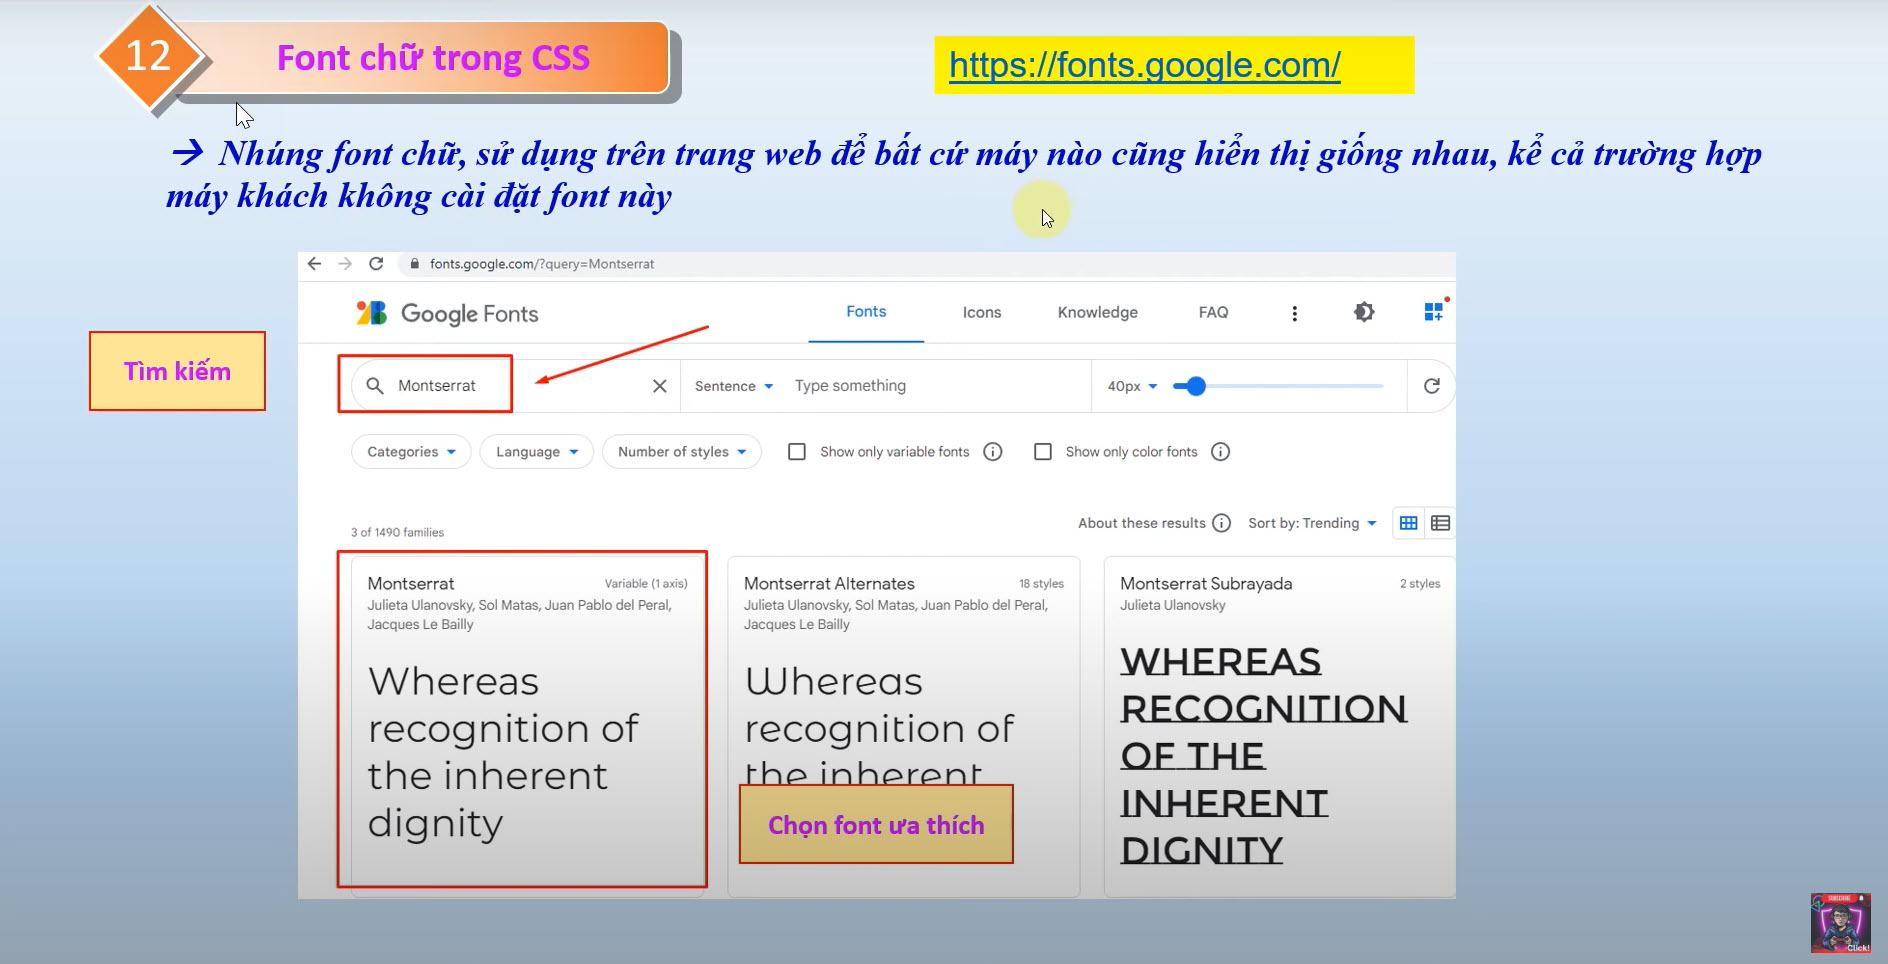 12
Font chữ trong CSS
https://fonts.google.com/
→ Nhúng font chữ, sử dụng trên trang web để bất cứ máy nào cũng hiển thị giống nhau, kể cả trường hợp
máy khách không cài đặt font này
fonts.google.com/?query=Montserrat
Google Fonts
Fonts
Icons
Knowledge
FAQ
Tìm kiếm
Montserrat
Sentence
Type something
40px
Categories
Language
Number of styles
Show only variable fonts
Show only color fonts
About these results
Sort by: Trending
3 of 1490 families
Montserrat
Variable (1 axis)
Julieta Ulanovsky, Sol Matas, Juan Pablo del Peral,
Jacques Le Bailly
Whereas
recognition of
the inherent
dignity
Montserrat Alternates
18 styles
Julieta Ulanovsky, Sol Matas, Juan Pablo del Peral,
Jacques Le Bailly
Whereas
recognition of
the inherent
Chọn font ưa thích
Montserrat Subrayada
2 styles
Julieta Ulanovsky
WHEREAS
RECOGNITION
OF THE
INHERENT
DIGNITY
SUBSCRIBE
Click!